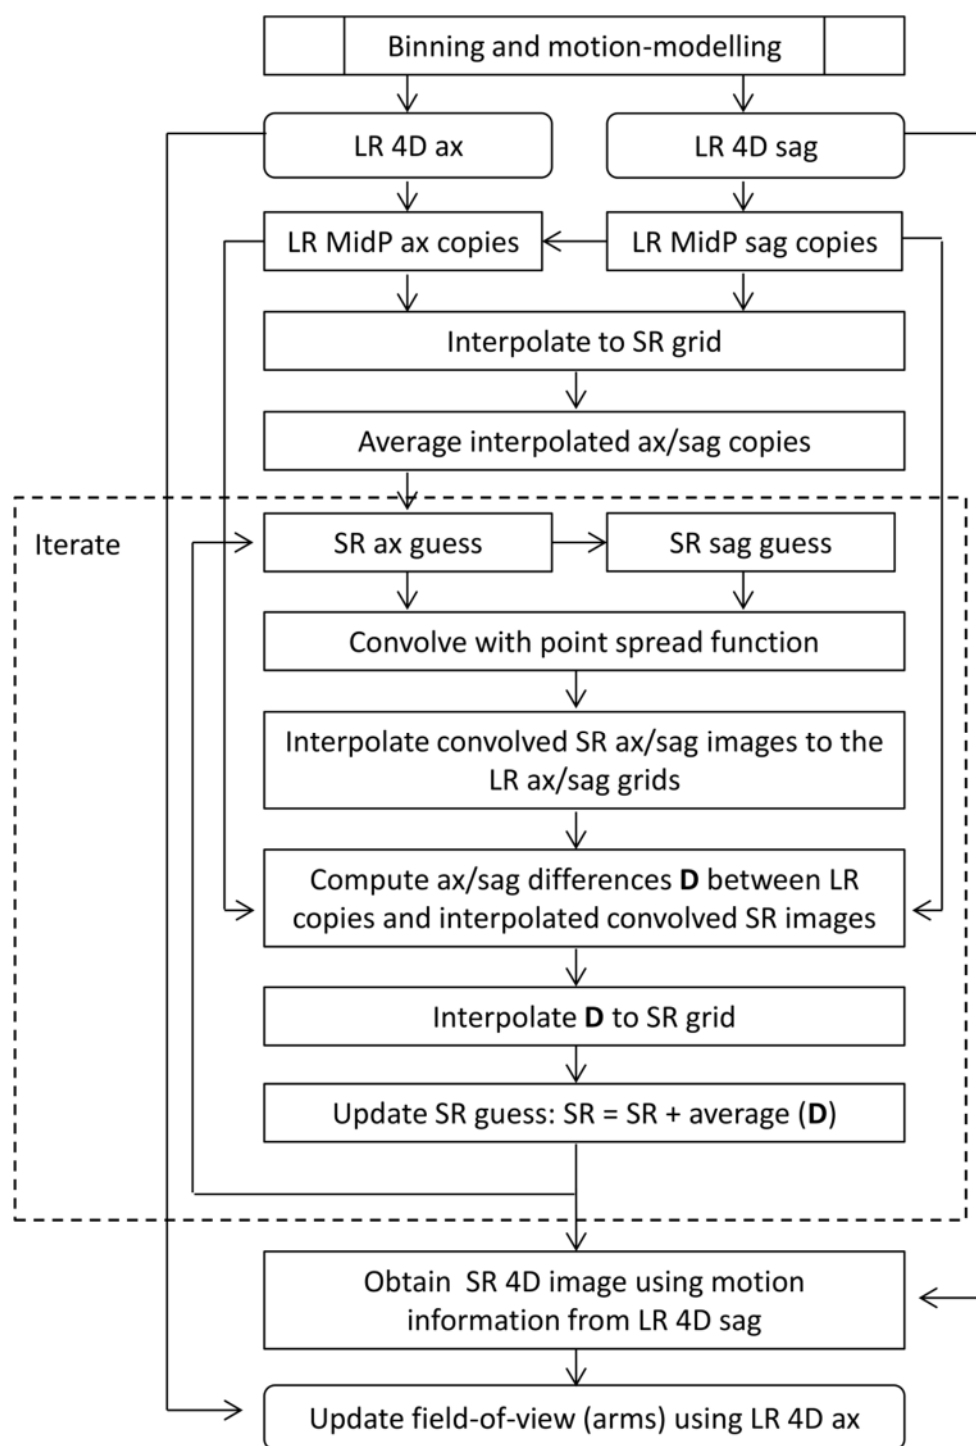 Binning and motion-modelling
LR 4D ax
LR 4D sag
LR MidP ax copies
LR MidP sag copies
Interpolate to SR grid
Average interpolated ax/sag copies
Iterate
SR ax guess
SR sag guess
Convolve with point spread function
Interpolate convolved SR ax/sag images to the
LR ax/sag grids
Compute ax/sag differences D between LR
copies and interpolated convolved SR images
Interpolate D to SR grid
Update SR guess: SR = SR + average (D)
Obtain SR 4D image using motion
information from LR 4D sag
Update field-of-view (arms) using LR 4D ax